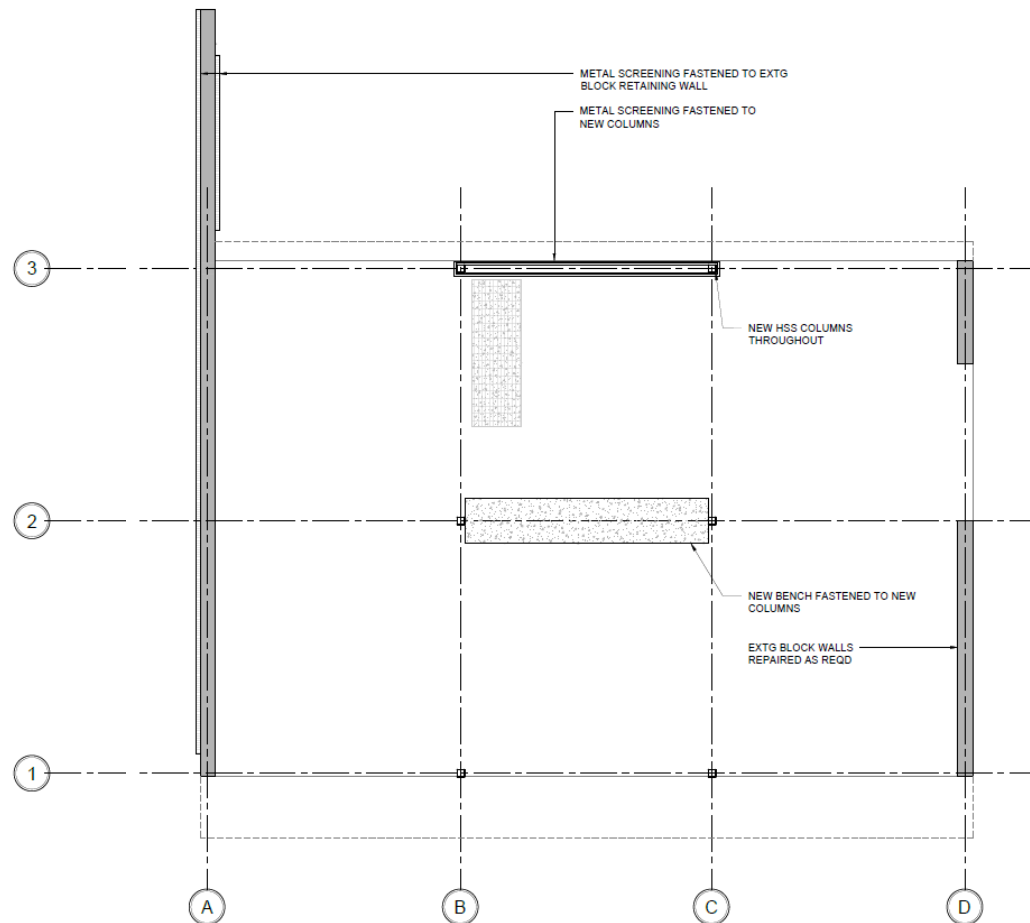 METAL SCREENING FASTENED TO EXTG
BLOCK RETAINING WALL
METAL SCREENING FASTENED TO
NEW COLUMNS
3
NEW HSS COLUMNS
THROUGHOUT
2
NEW BENCH FASTENED TO NEW
COLUMNS
EXTG BLOCK WALLS
REPAIRED AS REQD
1
A
B
C
D